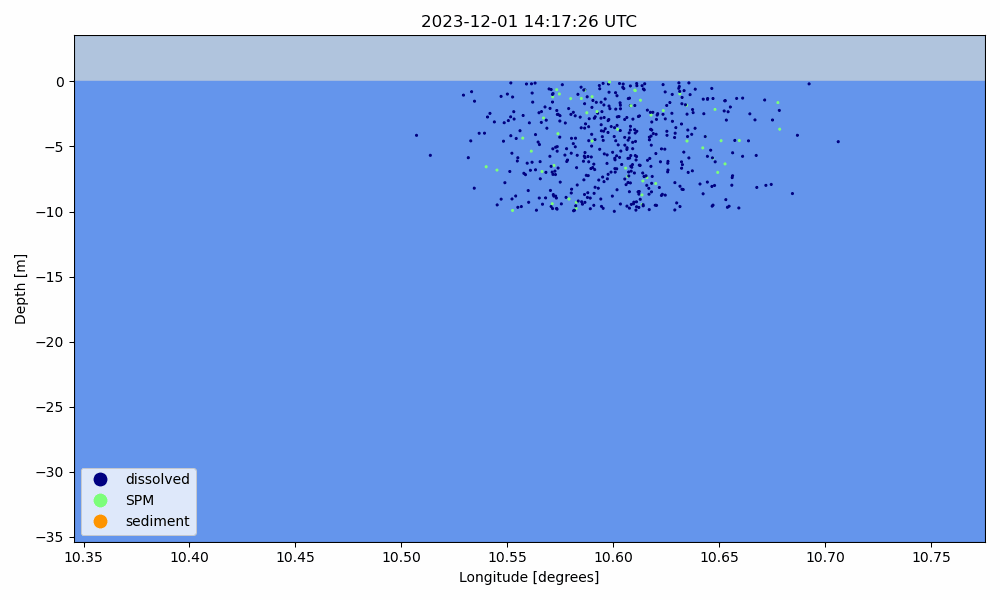 2023-12-01 14:17:26 UTC
0
−5
−10
−15
−20
−25
−30
−35
Depth [m]
dissolved
SPM
sediment
10.35 10.40 10.45 10.50 10.55 10.60 10.65 10.70 10.75
Longitude [degrees]